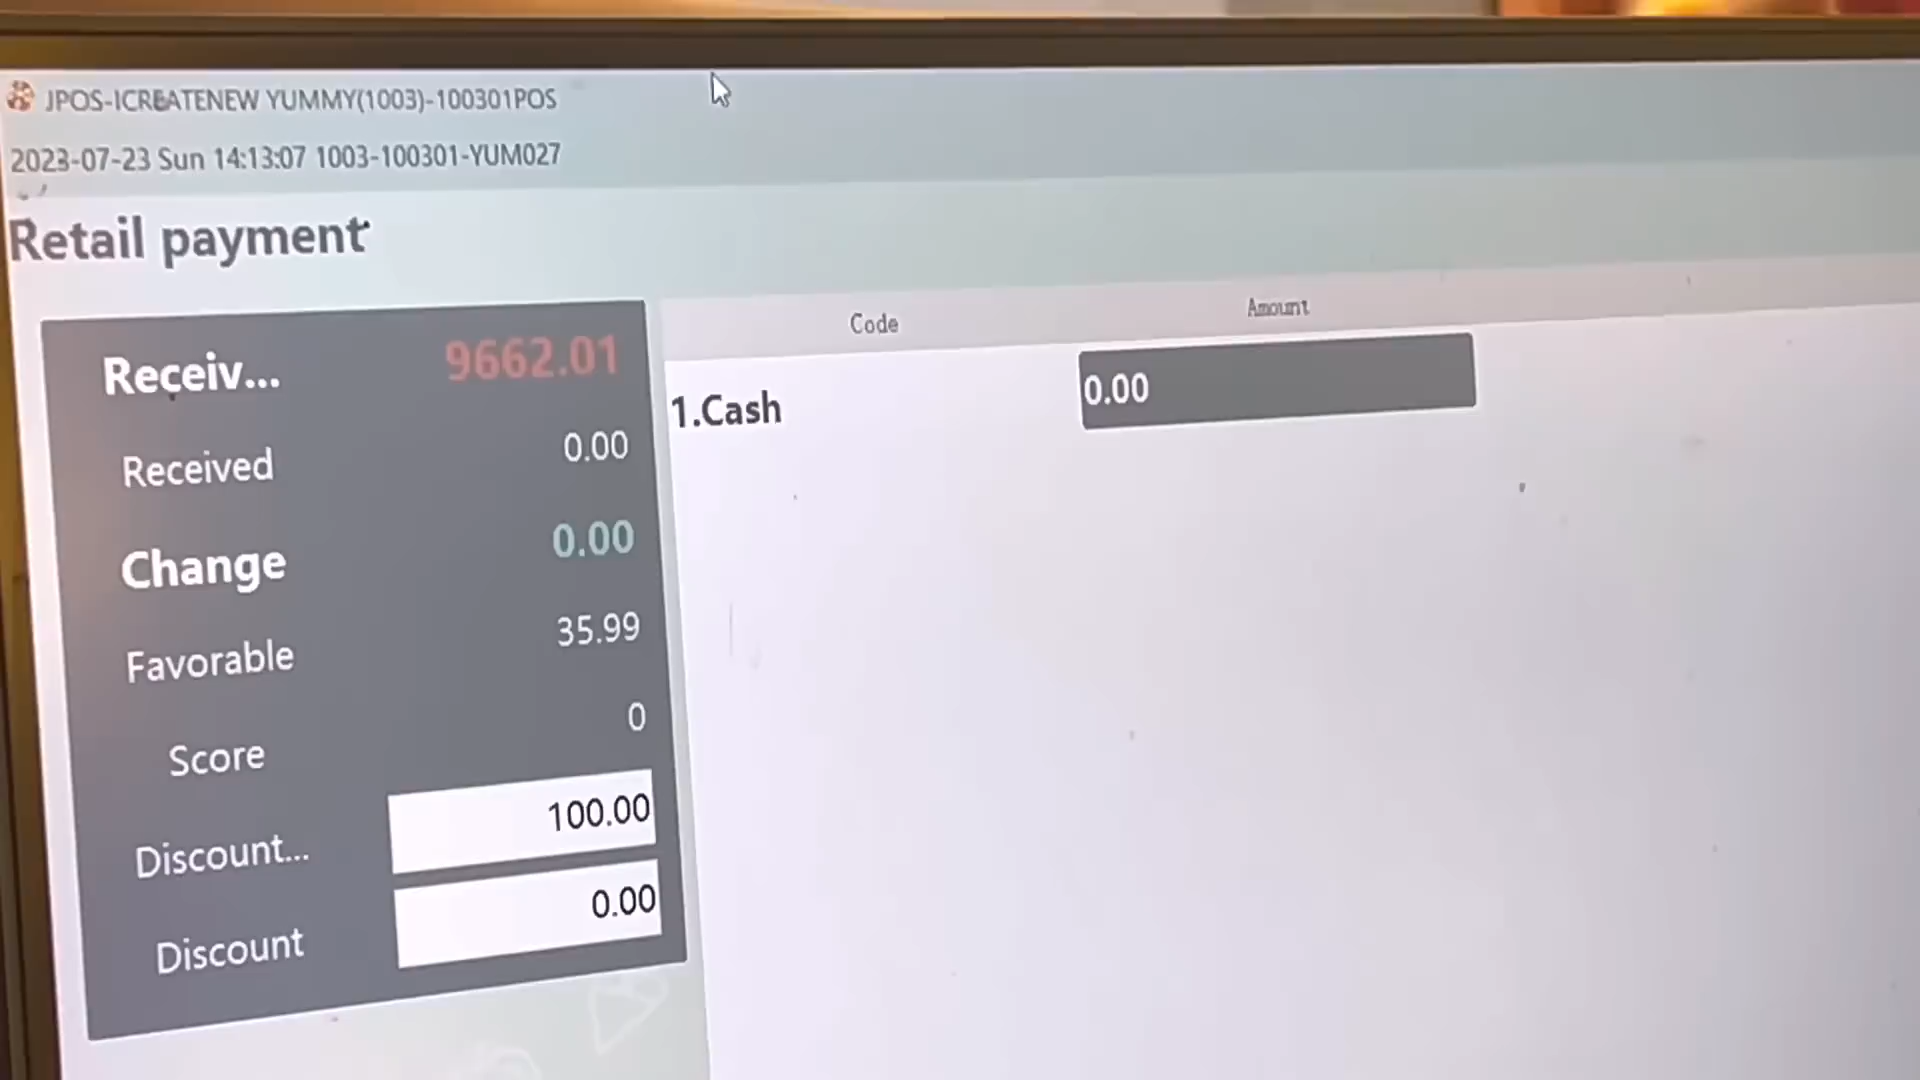 JPOS-ICREATENEW YUMMY(1003)-100301POS
2023-07-23 Sun 14:13:07 1003-100301-YUM027
Retail payment
Receiv... 9662.01
Received 0.00
Change 0.00
Favorable 35.99
Score 0
Discount... 100.00
Discount 0.00
Code Amount
1.Cash 0.00